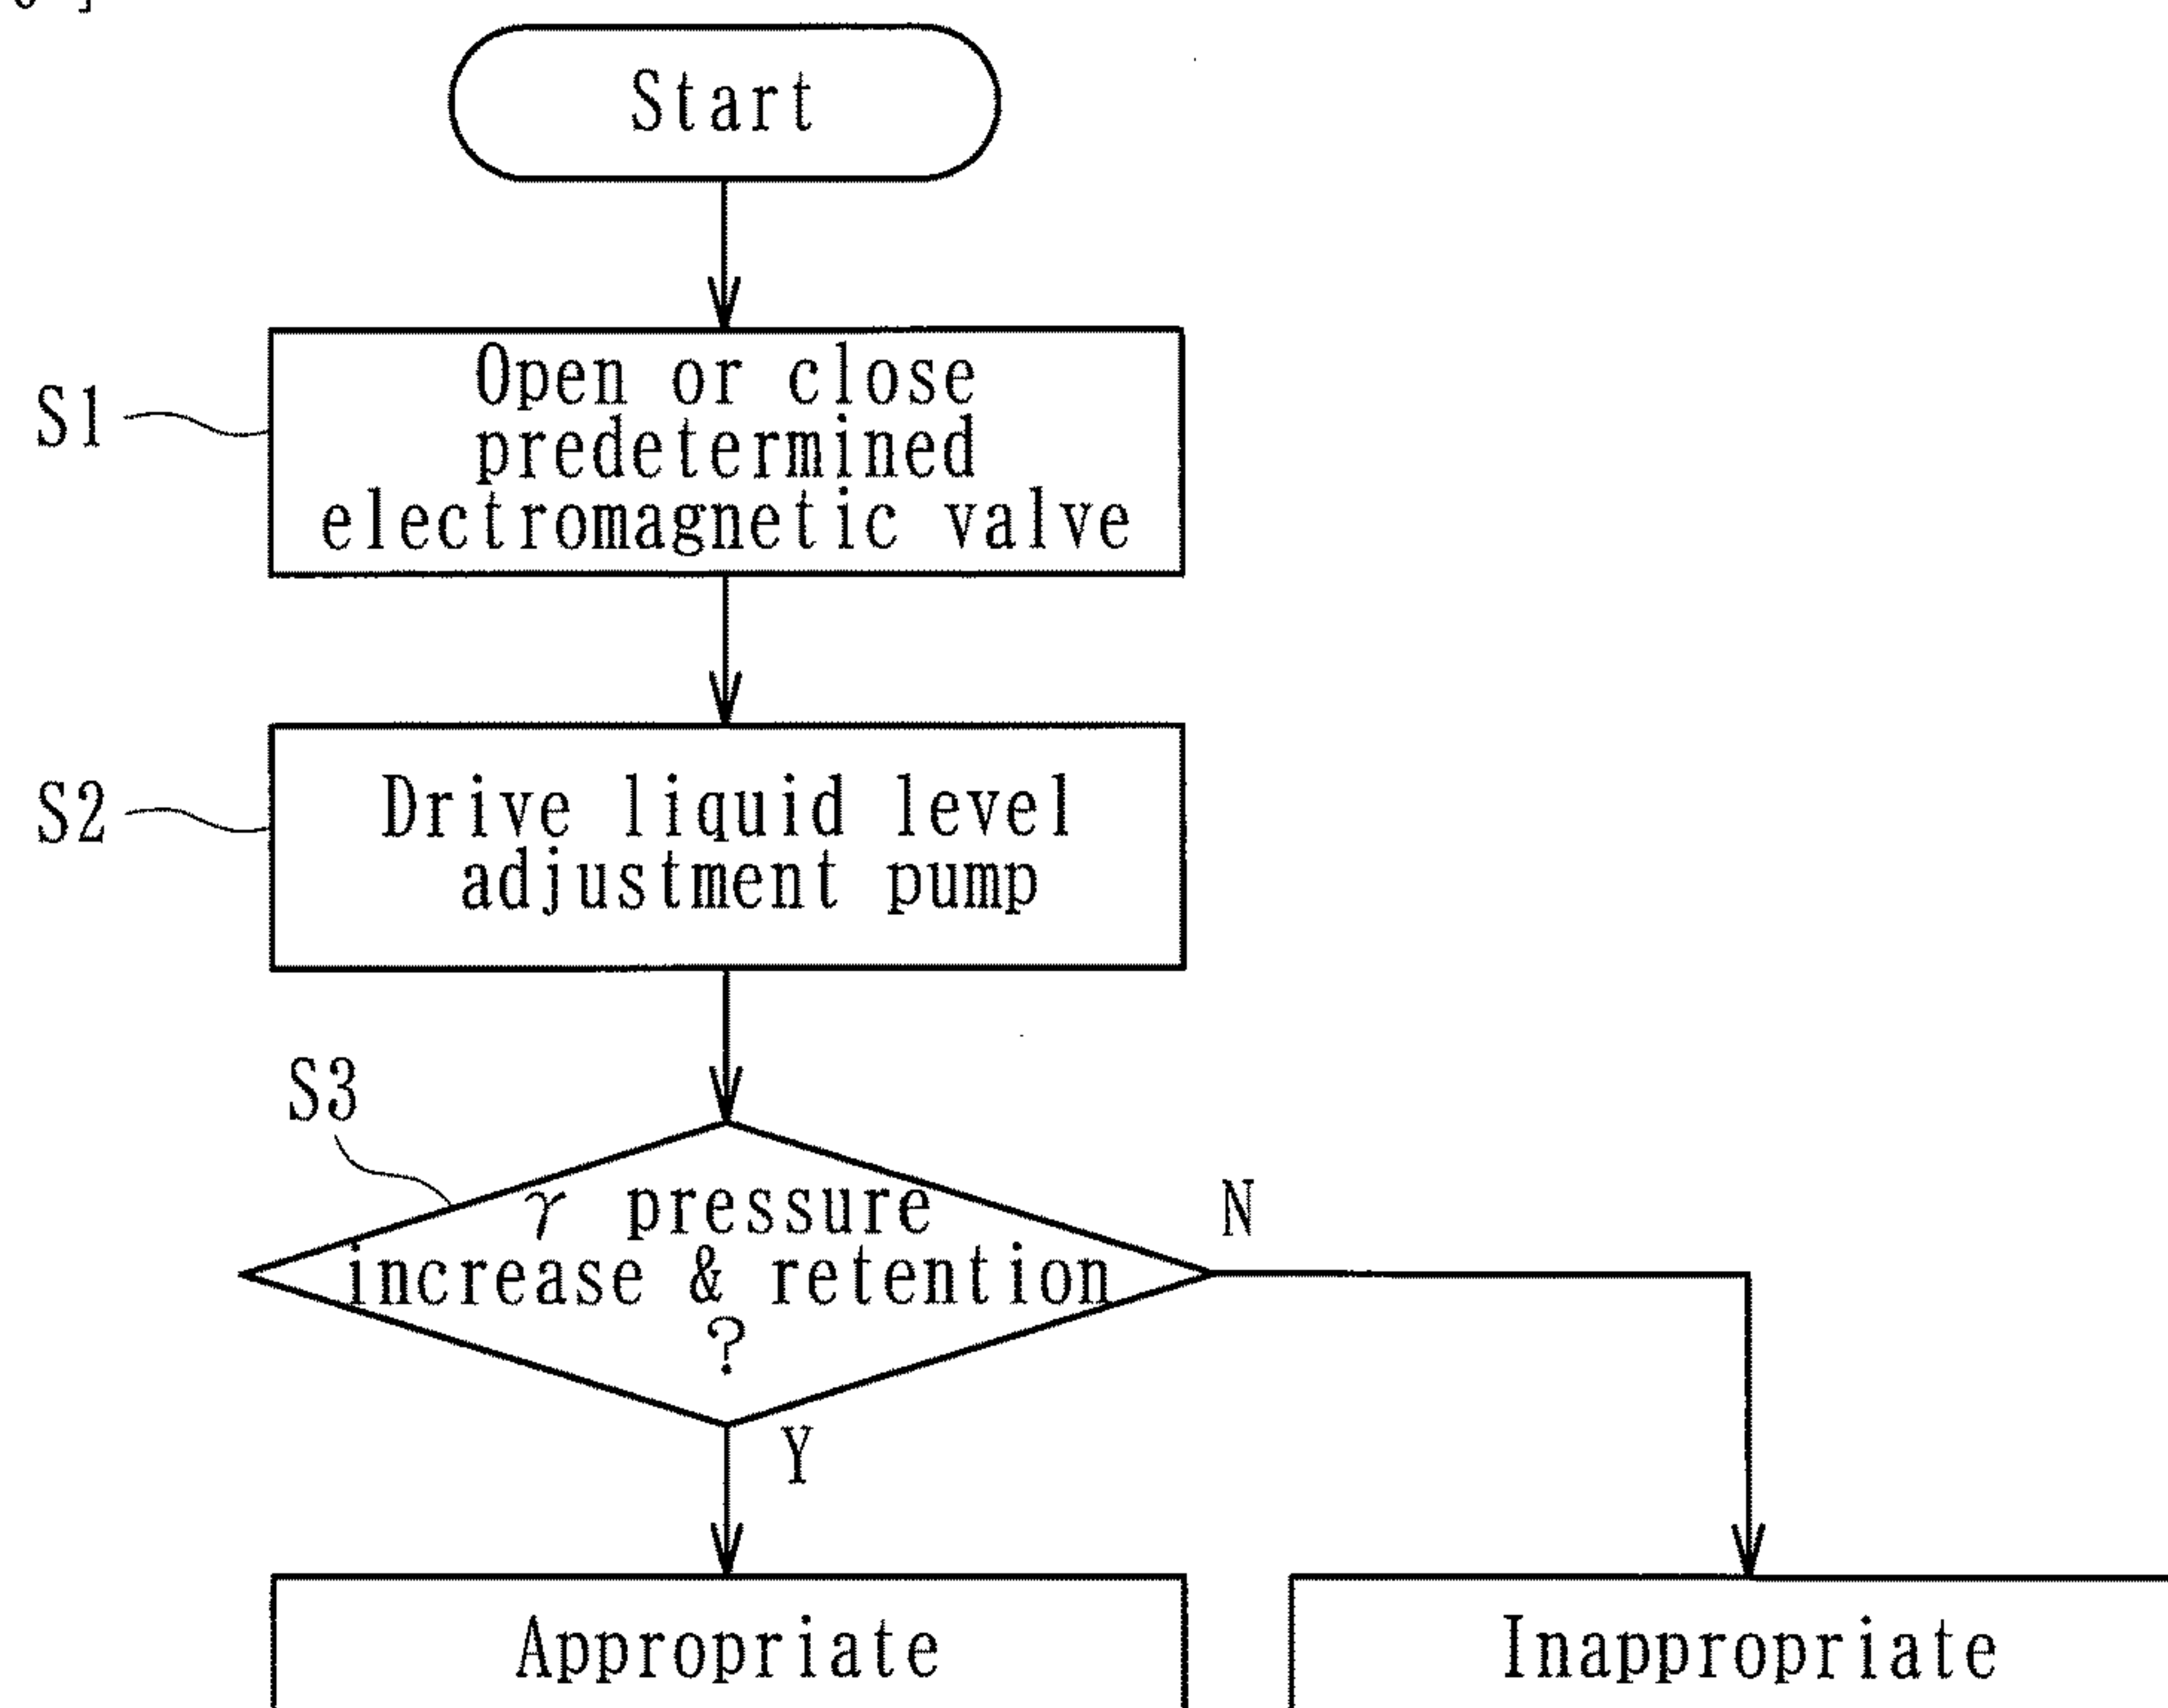 Start
S1
Open or close
predetermined
electromagnetic valve
S2
Drive liquid level
adjustment pump
S3
γ pressure
increase & retention
?
N
Y
Appropriate
Inappropriate